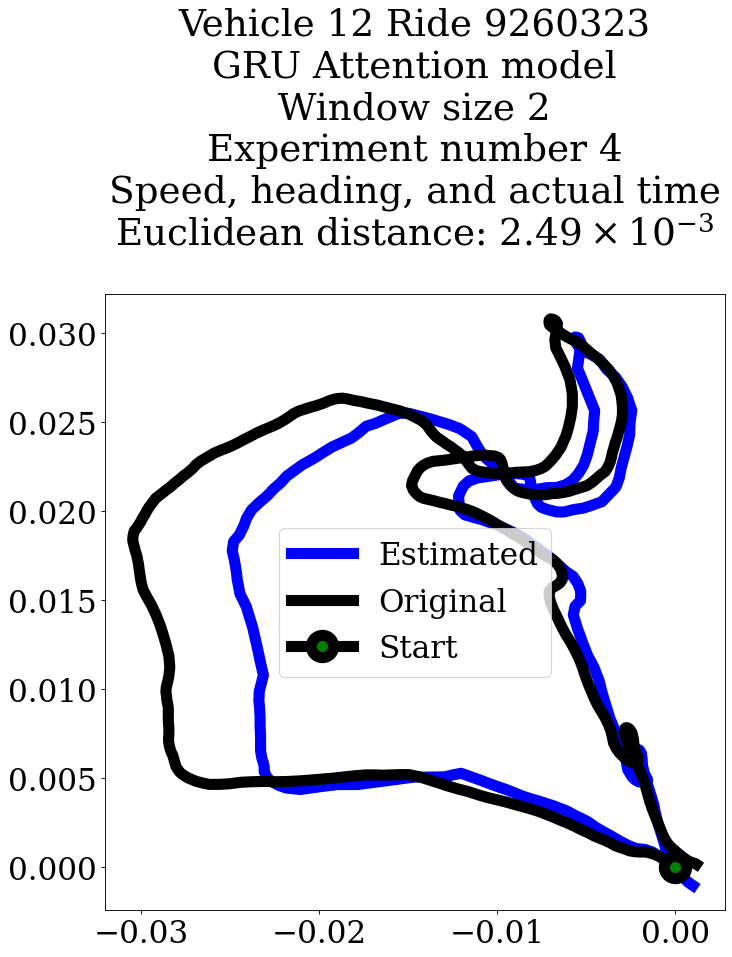 Vehicle 12 Ride 9260323
GRU Attention model
Window size 2
Experiment number 4
Speed, heading, and actual time
Euclidean distance: 2.49 × 10⁻³
0.030
0.025
0.020
0.015
0.010
0.005
0.000
Estimated
Original
Start
−0.03 −0.02 −0.01 0.00